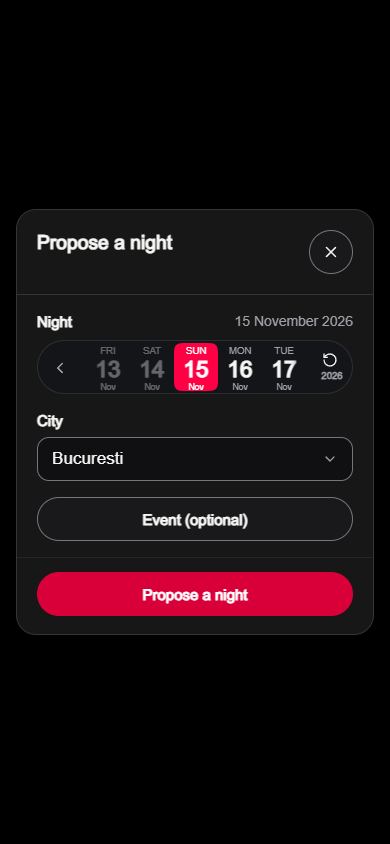 Propose a night
Night 15 November 2026
FRI SAT SUN MON TUE
13 14 15 16 17
Nov Nov Nov Nov Nov 2026
City
Bucuresti
Event (optional)
Propose a night